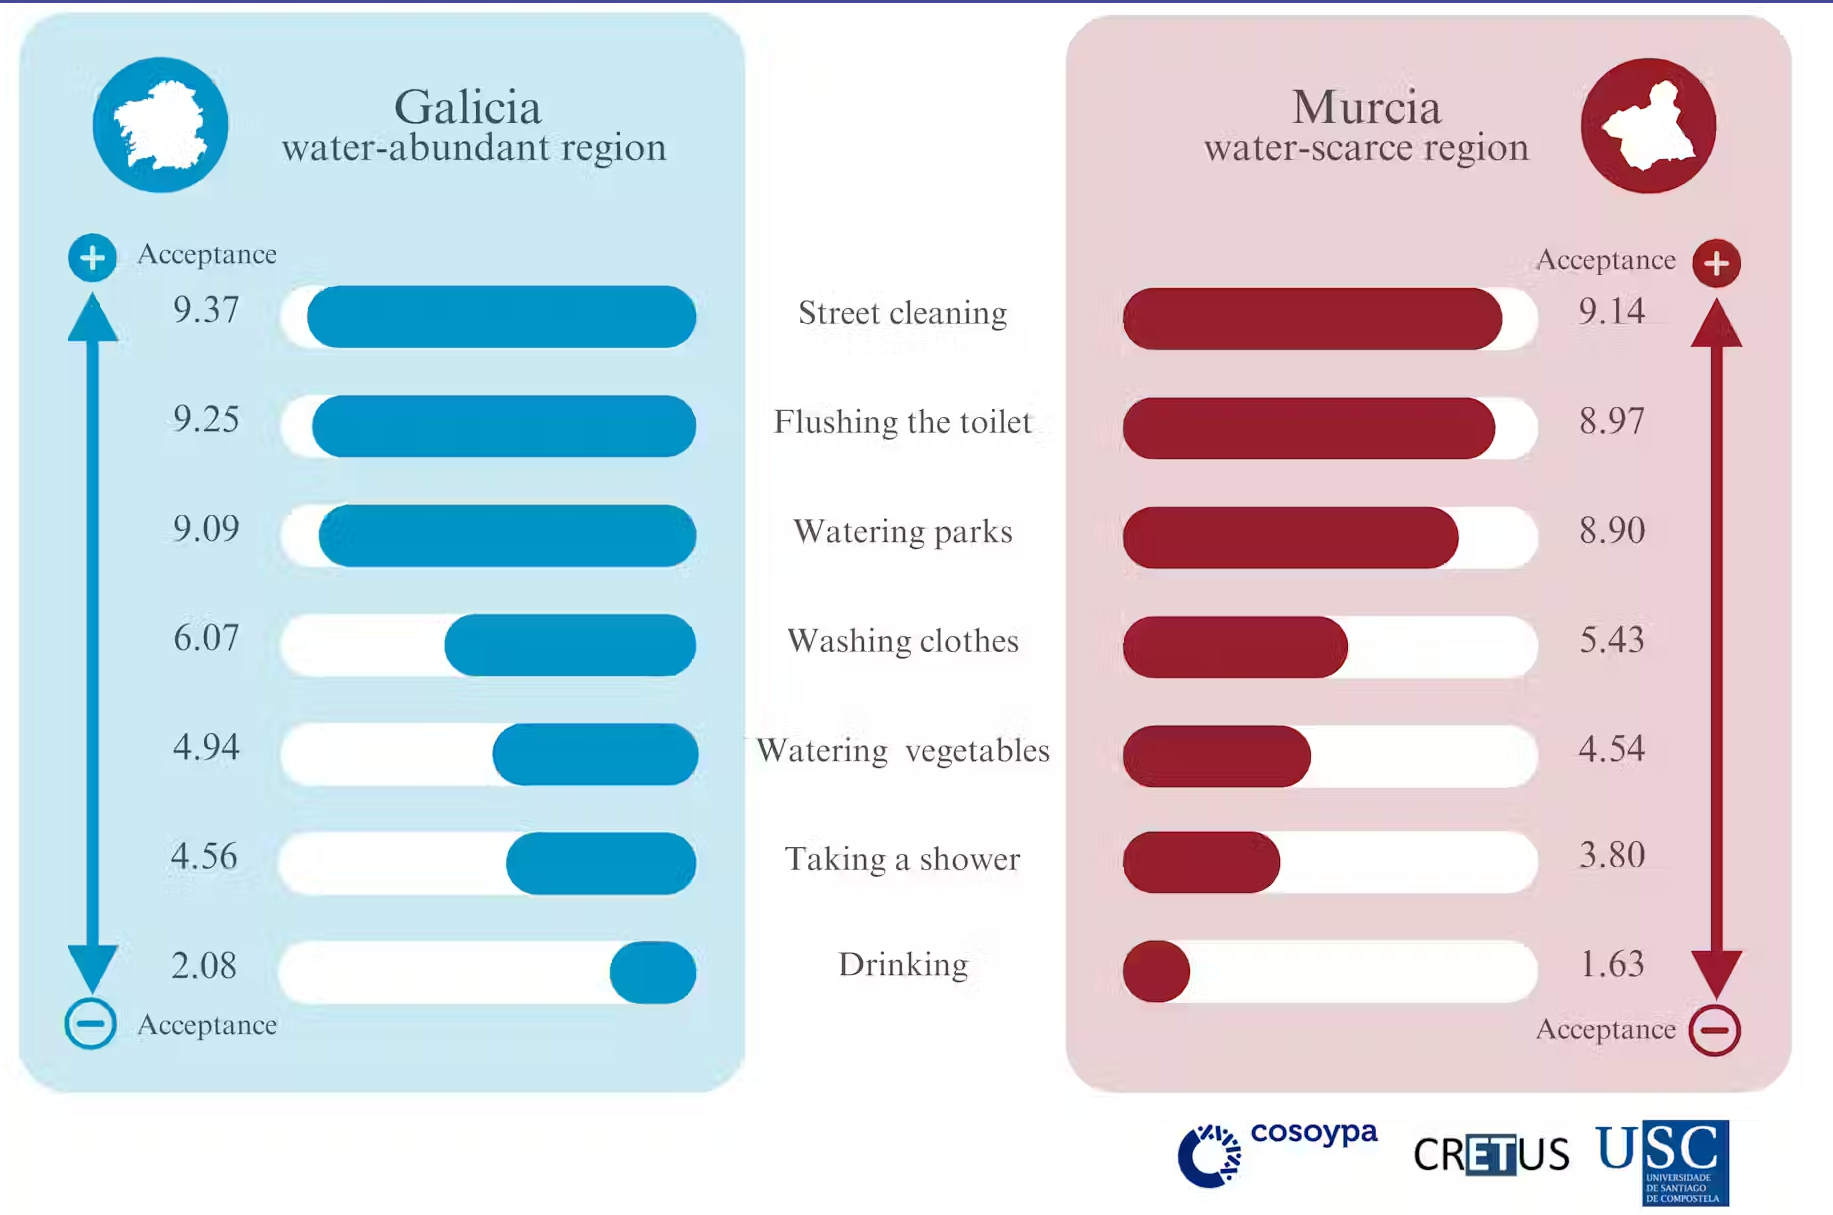 Galicia
water-abundant region
Murcia
water-scarce region
Acceptance
Acceptance
9.37 Street cleaning 9.14
9.25 Flushing the toilet 8.97
9.09 Watering parks 8.90
6.07 Washing clothes 5.43
4.94 Watering vegetables 4.54
4.56 Taking a shower 3.80
2.08 Drinking 1.63
Acceptance
Acceptance
cosoypa
CRETUS
USC
UNIVERSIDADE
DE SANTIAGO
DE COMPOSTELA